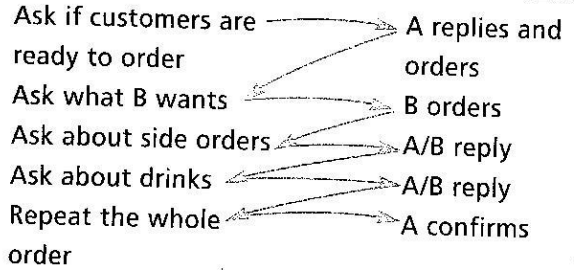 Ask if customers are
ready to order
A replies and
orders
Ask what B wants
B orders
Ask about side orders
A/B reply
Ask about drinks
A/B reply
Repeat the whole
order
A confirms